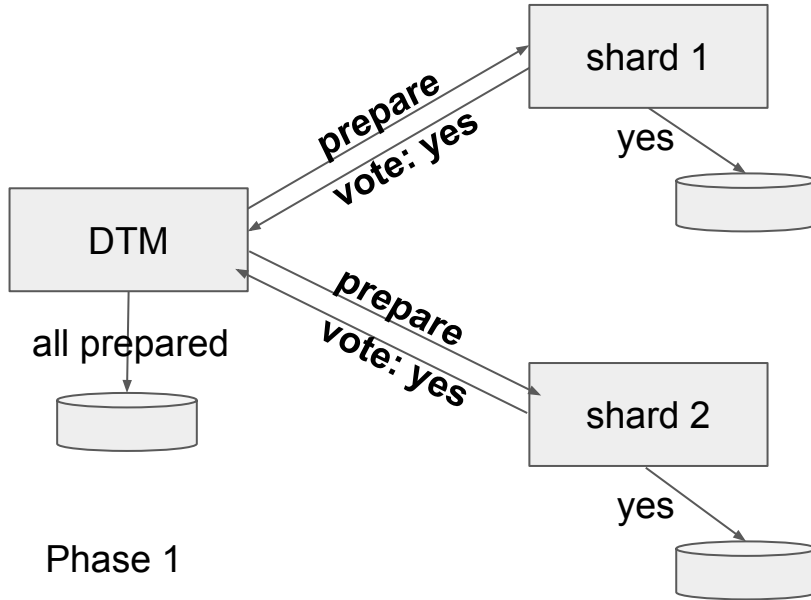 shard 1
prepare
vote: yes
yes
DTM
prepare
vote: yes
all prepared
shard 2
yes
Phase 1